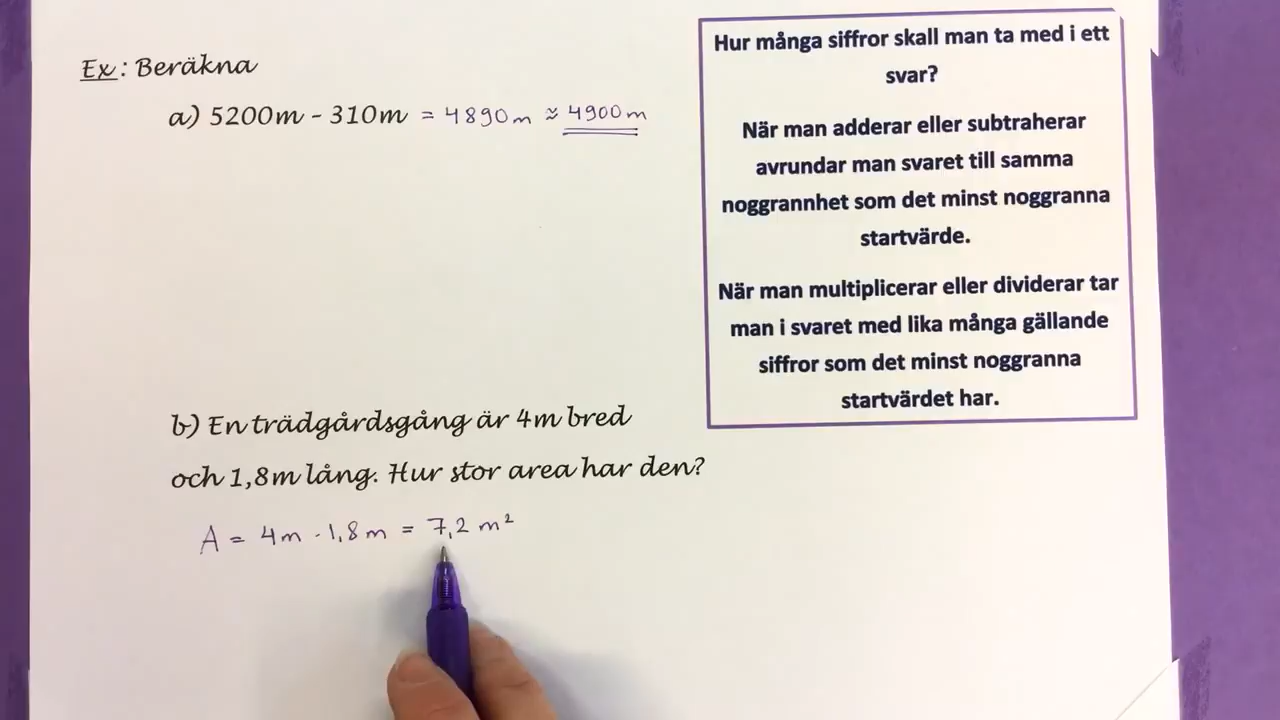 Ex: Beräkna
a) 5200m - 310m = 4890m ≈ 4900m
b) En trädgårdsgång är 4m bred
och 1,8m lång. Hur stor area har den?
A = 4m · 1,8m = 7,2 m²
Hur många siffror skall man ta med i ett
svar?
När man adderar eller subtraherar
avrundar man svaret till samma
noggrannhet som det minst noggranna
startvärde.
När man multiplicerar eller dividerar tar
man i svaret med lika många gällande
siffror som det minst noggranna
startvärdet har.